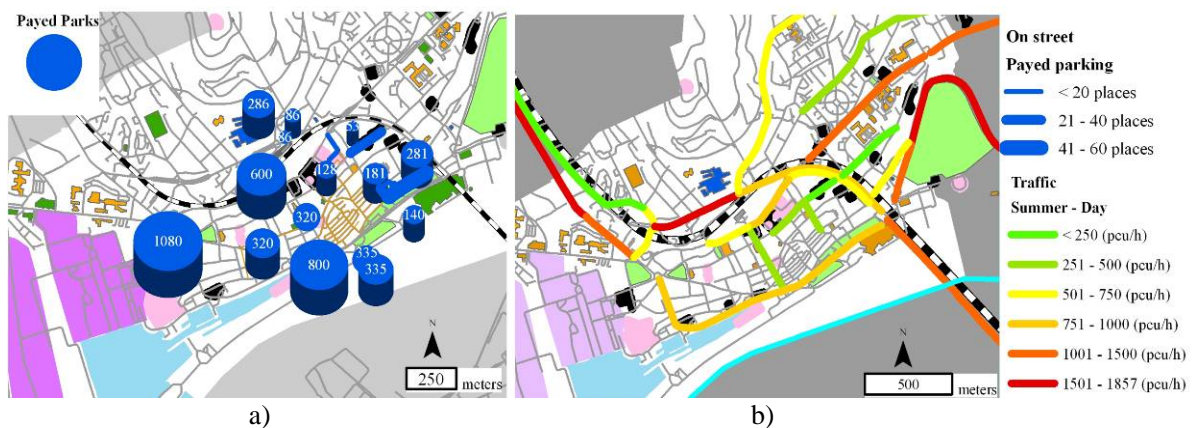 Payed Parks
286
86
86
53
600
128
181
281
320
140
1080
320
800
335
335
N
250
meters
a)
N
500
meters
b)
On street
Payed parking
< 20 places
21 - 40 places
41 - 60 places
Traffic
Summer - Day
< 250 (pcu/h)
251 - 500 (pcu/h)
501 - 750 (pcu/h)
751 - 1000 (pcu/h)
1001 - 1500 (pcu/h)
1501 - 1857 (pcu/h)